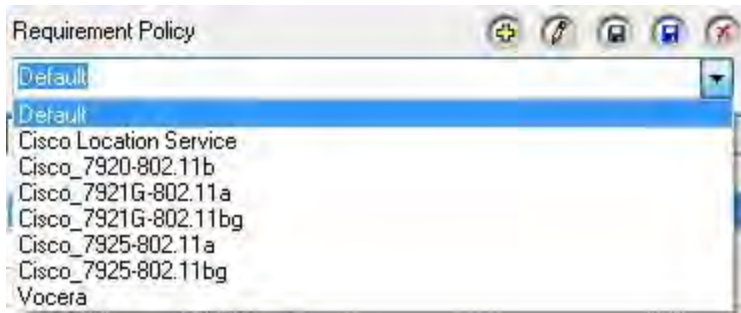 Requirement Policy
Default
Default
Cisco Location Service
Cisco_7920-802.11b
Cisco_7921G-802.11a
Cisco_7921G-802.11bg
Cisco_7925-802.11a
Cisco_7925-802.11bg
Vocera